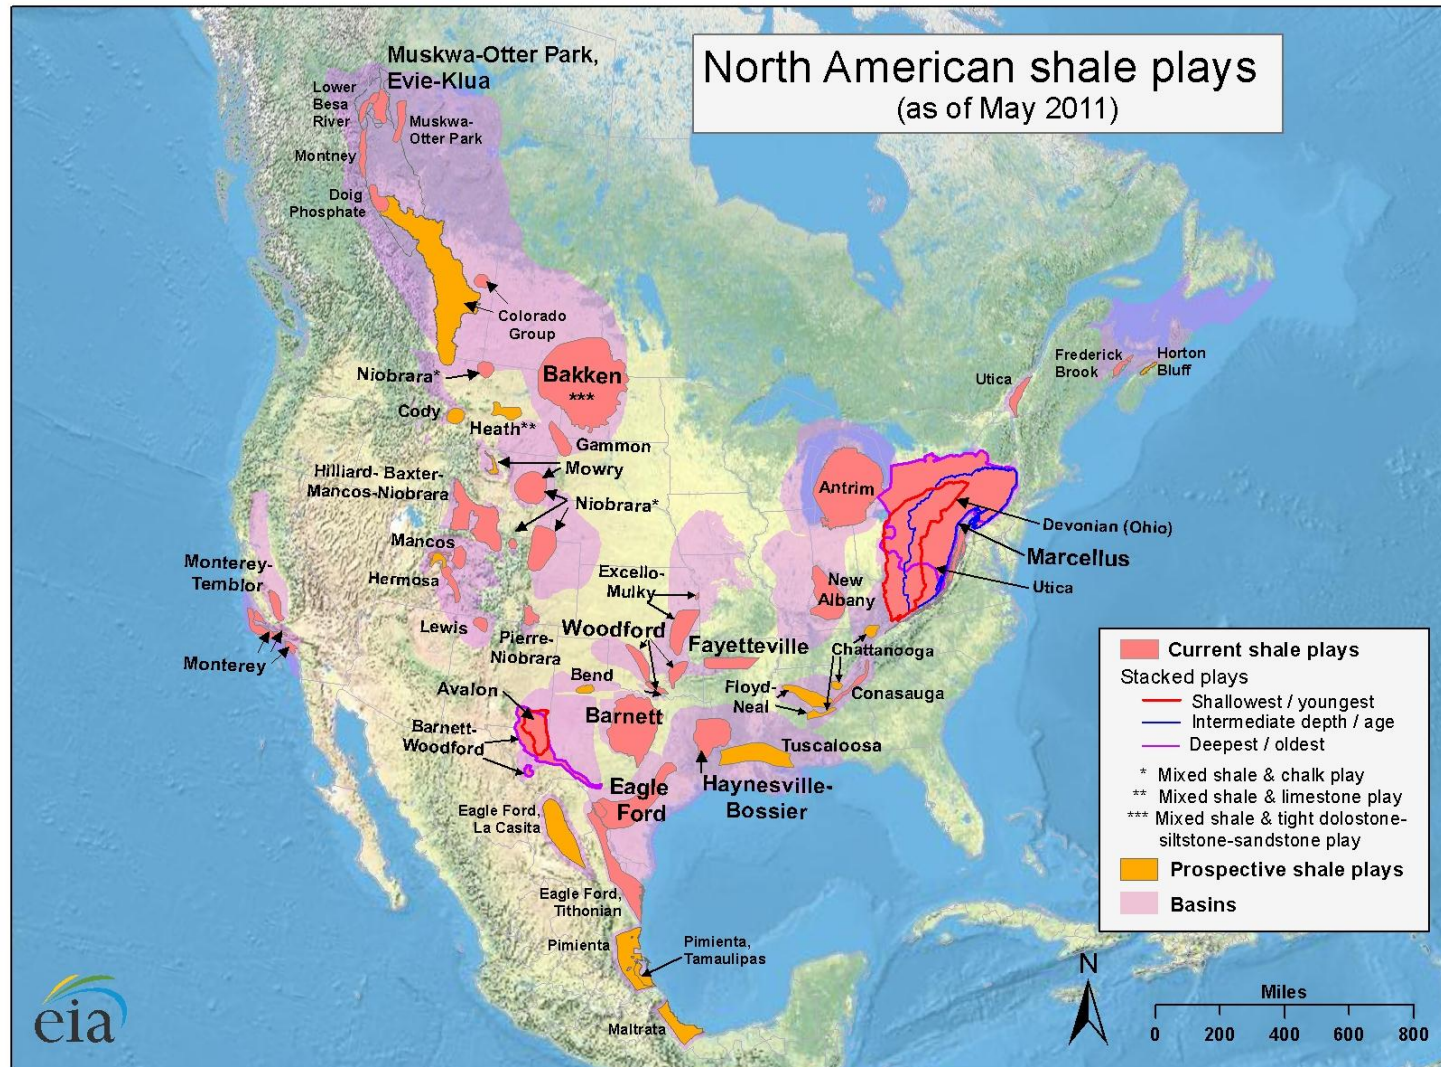 North American shale plays
(as of May 2011)
Muskwa-Otter Park,
Evie-Klua
Lower
Besa
River
Muskwa-
Otter Park
Montney
Doig
Phosphate
Colorado
Group
Niobrara*
Bakken
***
Cody
Heath**
Gammon
Mowry
Hilliard- Baxter-
Mancos-Niobrara
Niobrara*
Mancos
Hermosa
Monterey-
Temblor
Monterey
Lewis
Pierre-
Niobrara
Excello-
Mulky
Woodford
Fayetteville
Bend
Avalon
Barnett
Barnett-
Woodford
Eagle
Ford
Haynesville-
Bossier
Tuscaloosa
Floyd-
Neal
Chattanooga
Conasauga
New
Albany
Antrim
Devonian (Ohio)
Marcellus
Utica
Utica
Frederick
Brook
Horton
Bluff
Eagle Ford,
La Casita
Eagle Ford,
Tithonian
Pimienta
Pimienta,
Tamaulipas
Maltrata
Current shale plays
Stacked plays
Shallowest / youngest
Intermediate depth / age
Deepest / oldest
* Mixed shale & chalk play
** Mixed shale & limestone play
*** Mixed shale & tight dolostone-
siltstone-sandstone play
Prospective shale plays
Basins
N
Miles
0 200 400 600 800
eia